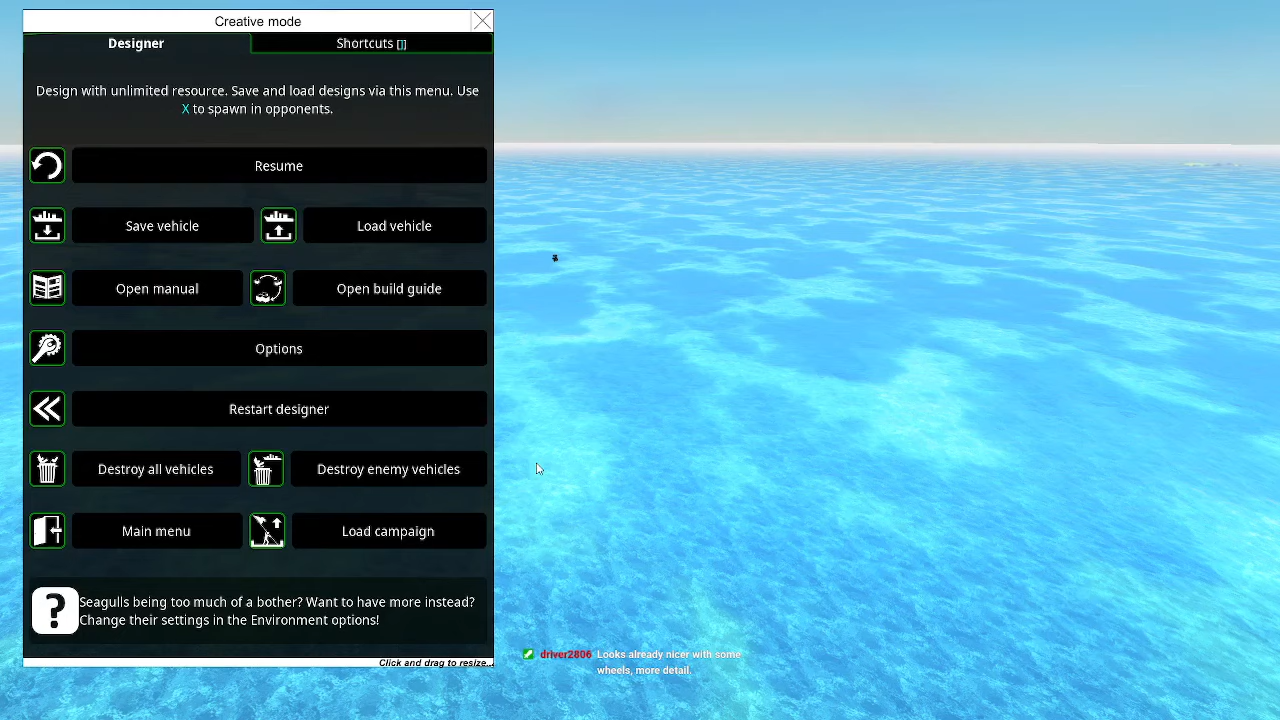 Creative mode
Designer
Shortcuts []]
Design with unlimited resource. Save and load designs via this menu. Use
X to spawn in opponents.
Resume
Save vehicle
Load vehicle
Open manual
Open build guide
Options
Restart designer
Destroy all vehicles
Destroy enemy vehicles
Main menu
Load campaign
?
Seagulls being too much of a bother? Want to have more instead?
Change their settings in the Environment options!
Click and drag to resize...
driver2806 Looks already nicer with some
wheels, more detail.